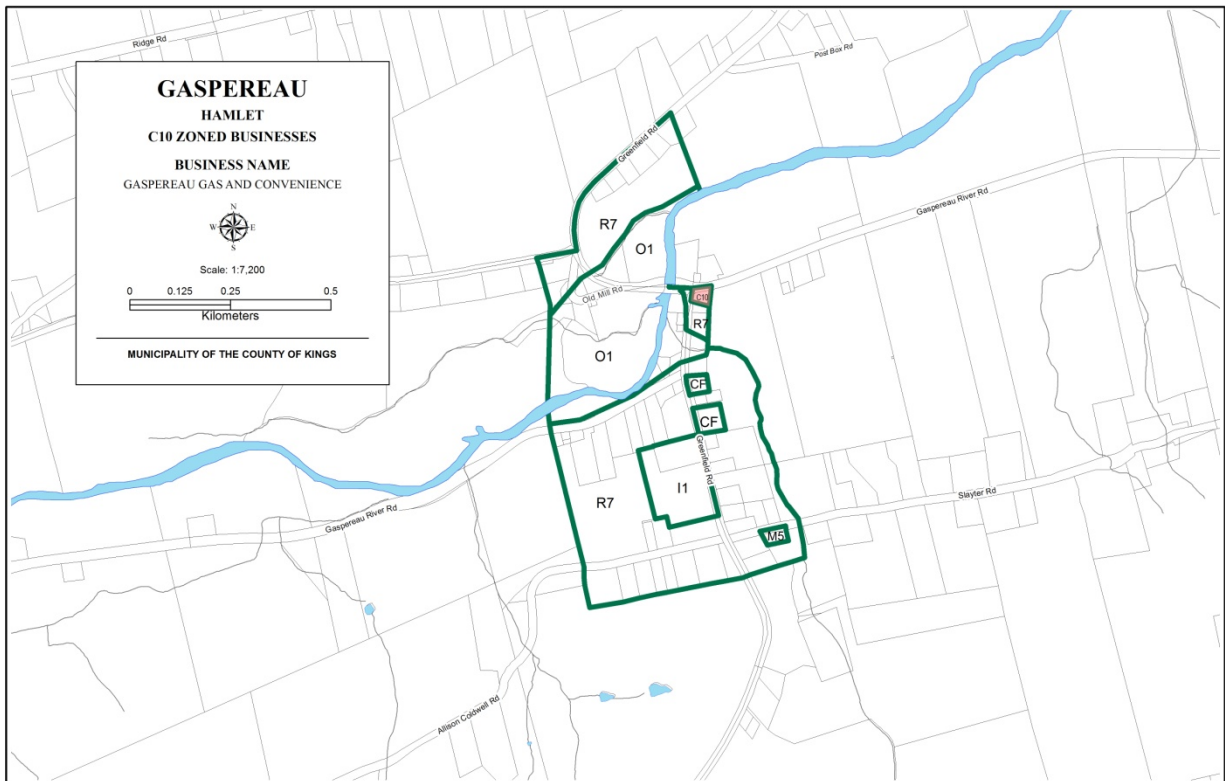 Ridge Rd
Post Box Rd
GASPEREAU
HAMLET
C10 ZONED BUSINESSES
BUSINESS NAME
GASPEREAU GAS AND CONVENIENCE
N
W E
S
Scale: 1:7,200
0 0.125 0.25 0.5
Kilometers
MUNICIPALITY OF THE COUNTY OF KINGS
Greenfield Rd
Gaspereau River Rd
R7
O1
Old Mill Rd
C10
R7
O1
CF
CF
Greenfield Rd
I1
R7
Slayter Rd
Gaspereau River Rd
M5
Allison Coldwell Rd